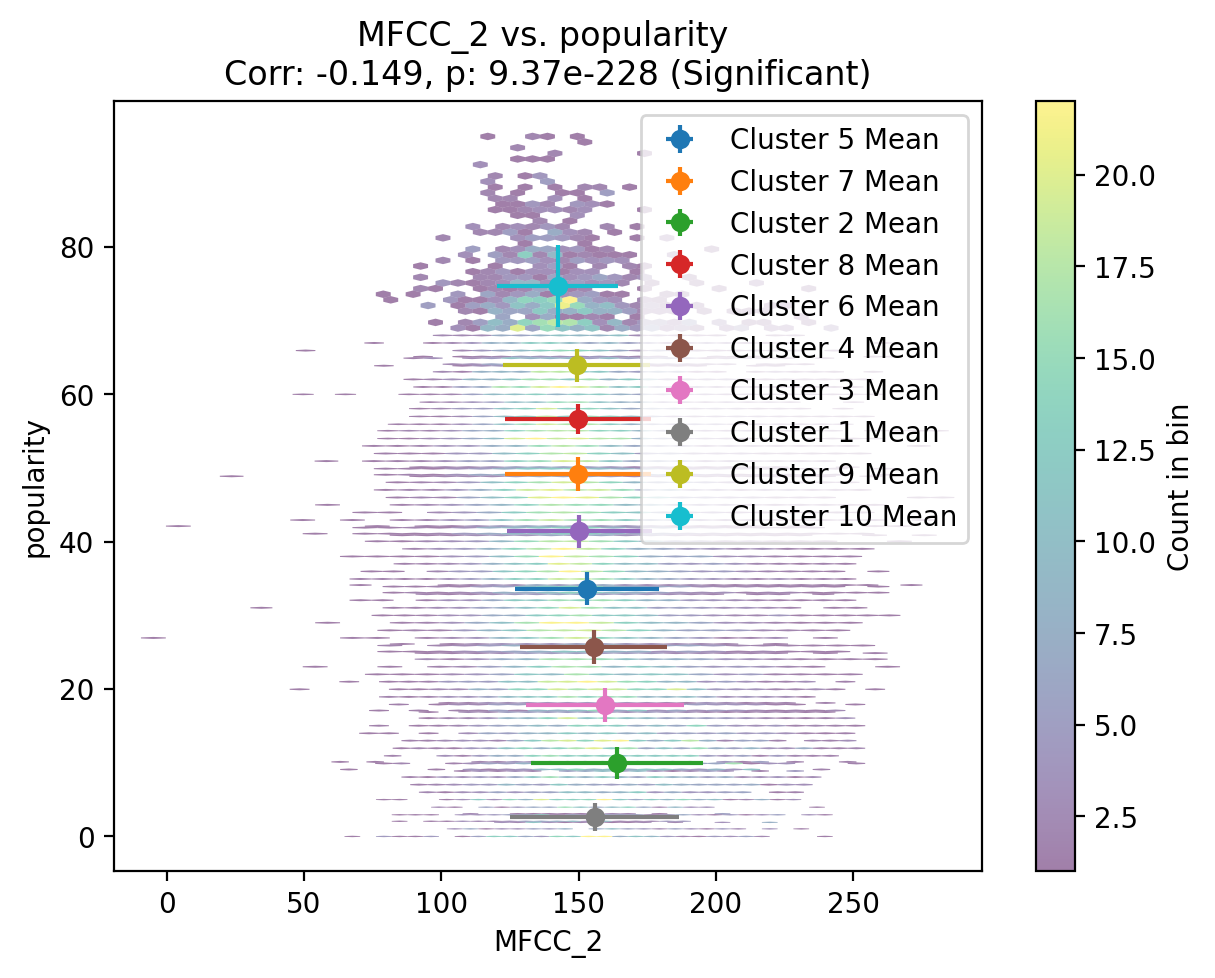 MFCC_2 vs. popularity
Corr: -0.149, p: 9.37e-228 (Significant)
Cluster 5 Mean
Cluster 7 Mean
Cluster 2 Mean
Cluster 8 Mean
Cluster 6 Mean
Cluster 4 Mean
Cluster 3 Mean
Cluster 1 Mean
Cluster 9 Mean
Cluster 10 Mean
popularity
80
60
40
20
0
0
50
100
150
200
250
MFCC_2
20.0
17.5
15.0
12.5
10.0
7.5
5.0
2.5
Count in bin